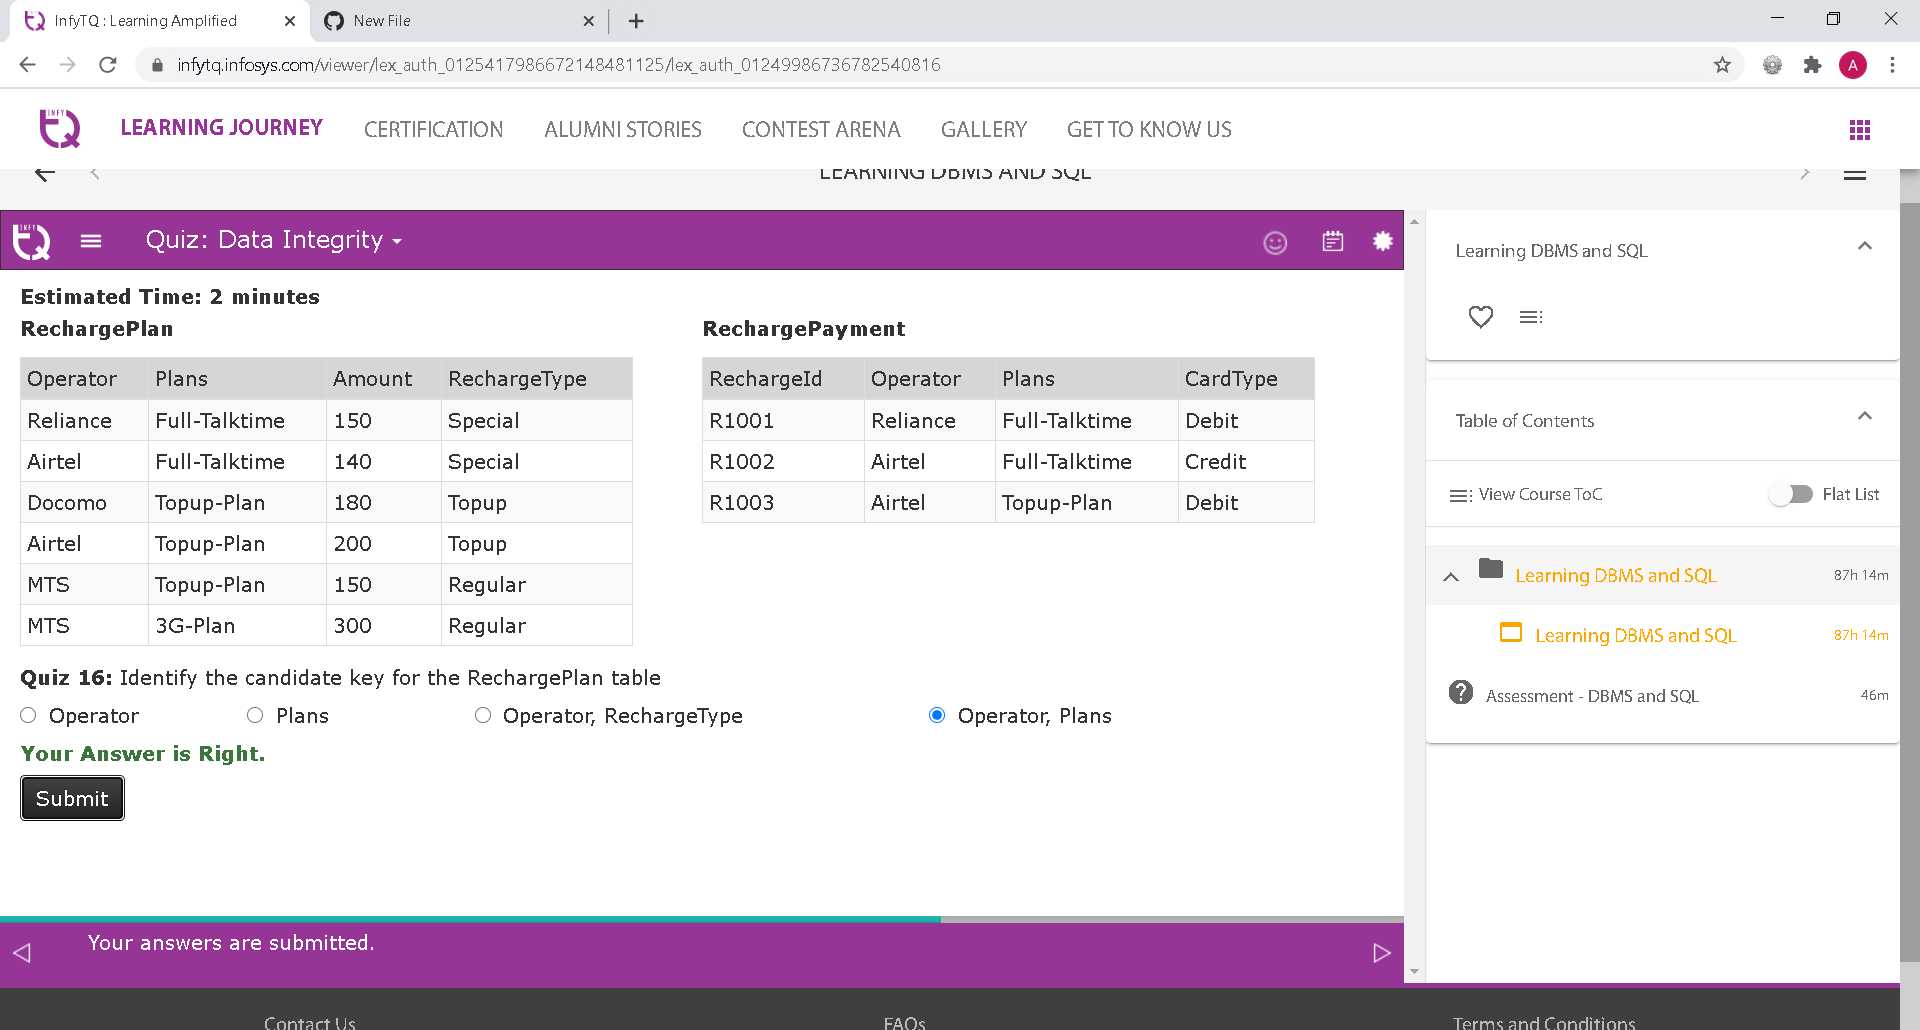 InfyTQ : Learning Amplified
New File
infytq.infosys.com/viewer/lex_auth_0125417986672148481125/lex_auth_01249986736782540816
A
INFY TQ
LEARNING JOURNEY
CERTIFICATION
ALUMNI STORIES
CONTEST ARENA
GALLERY
GET TO KNOW US
LEARNING DBMS AND SQL
INFY TQ
Quiz: Data Integrity
Estimated Time: 2 minutes
RechargePlan
Operator Plans Amount RechargeType
Reliance Full-Talktime 150 Special
Airtel Full-Talktime 140 Special
Docomo Topup-Plan 180 Topup
Airtel Topup-Plan 200 Topup
MTS Topup-Plan 150 Regular
MTS 3G-Plan 300 Regular
RechargePayment
RechargeId Operator Plans CardType
R1001 Reliance Full-Talktime Debit
R1002 Airtel Full-Talktime Credit
R1003 Airtel Topup-Plan Debit
Quiz 16: Identify the candidate key for the RechargePlan table
Operator
Plans
Operator, RechargeType
Operator, Plans
Your Answer is Right.
Submit
Your answers are submitted.
Learning DBMS and SQL
Table of Contents
View Course ToC
Flat List
Learning DBMS and SQL 87h 14m
Learning DBMS and SQL 87h 14m
Assessment - DBMS and SQL 46m
Contact Us
FAQs
Terms and Conditions